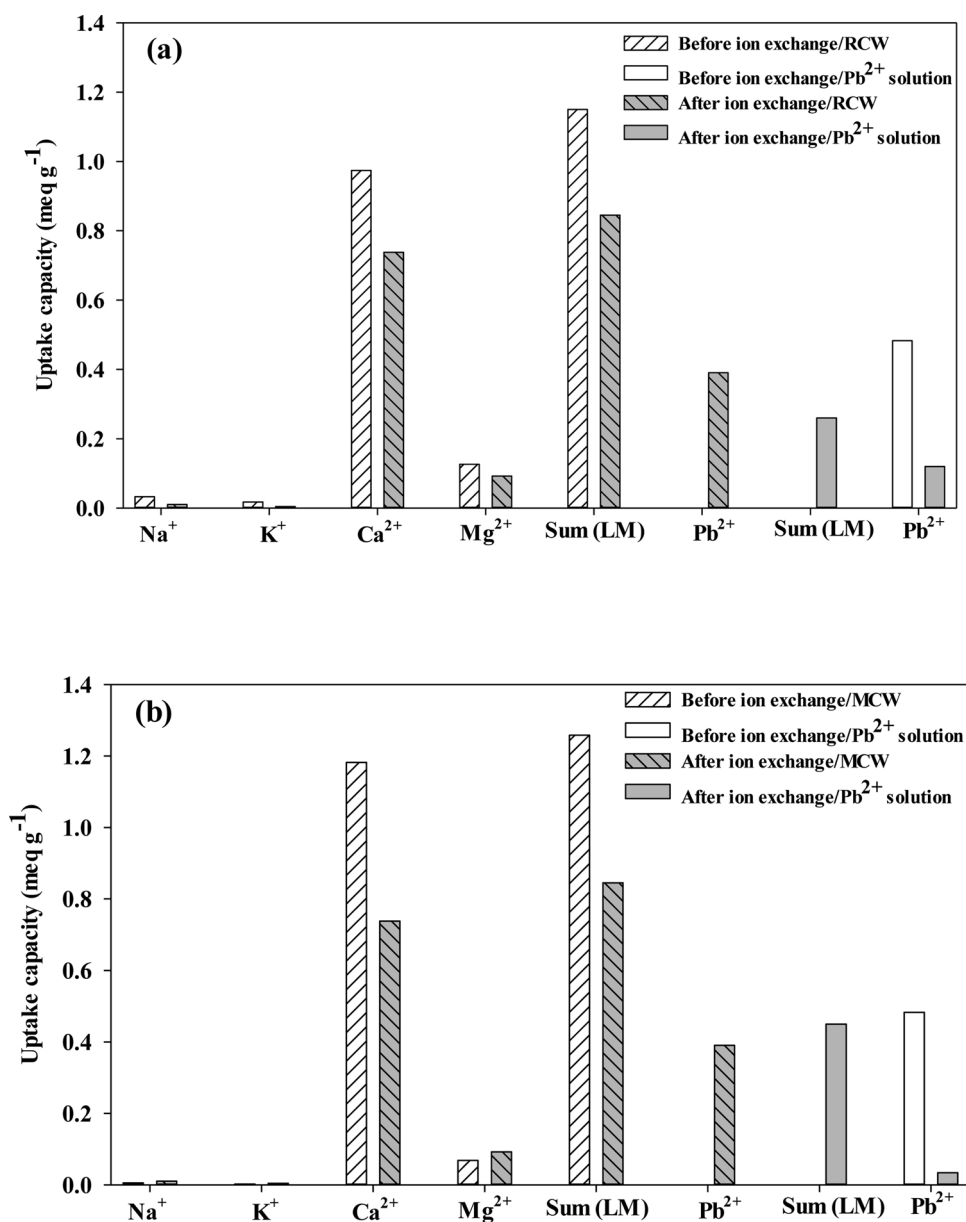 (a)
Before ion exchange/RCW
Before ion exchange/Pb2+ solution
After ion exchange/RCW
After ion exchange/Pb2+ solution
Uptake capacity (meq g-1)
1.4
1.2
1.0
0.8
0.6
0.4
0.2
0.0
Na+ K+ Ca2+ Mg2+ Sum (LM) Pb2+ Sum (LM) Pb2+
(b)
Before ion exchange/MCW
Before ion exchange/Pb2+ solution
After ion exchange/MCW
After ion exchange/Pb2+ solution
Uptake capacity (meq g-1)
1.4
1.2
1.0
0.8
0.6
0.4
0.2
0.0
Na+ K+ Ca2+ Mg2+ Sum (LM) Pb2+ Sum (LM) Pb2+